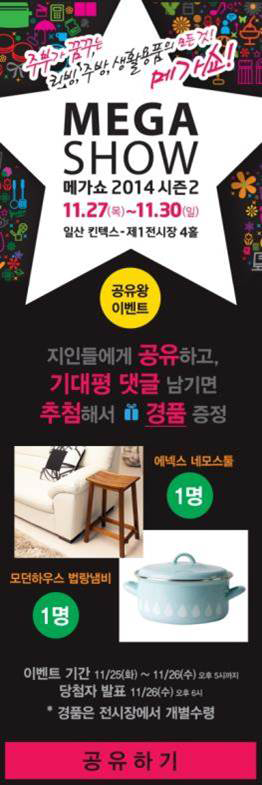 주부가 꿈꾸는
리빙, 주방, 생활용품의 모든것!
메가쇼!
MEGA
SHOW
메가쇼 2014 시즌2
11.27(목)~11.30(일)
일산 킨텍스-제1전시장 4홀
공유왕
이벤트
지인들에게 공유하고,
기대평 댓글 남기면
추첨해서 경품 증정
에넥스 네모스툴
1명
모던하우스 법랑냄비
1명
이벤트 기간 11/25(화) ~ 11/26(수) 오후 5시까지
당첨자 발표 11/26(수) 오후 6시
* 경품은 전시장에서 개별수령
공유하기